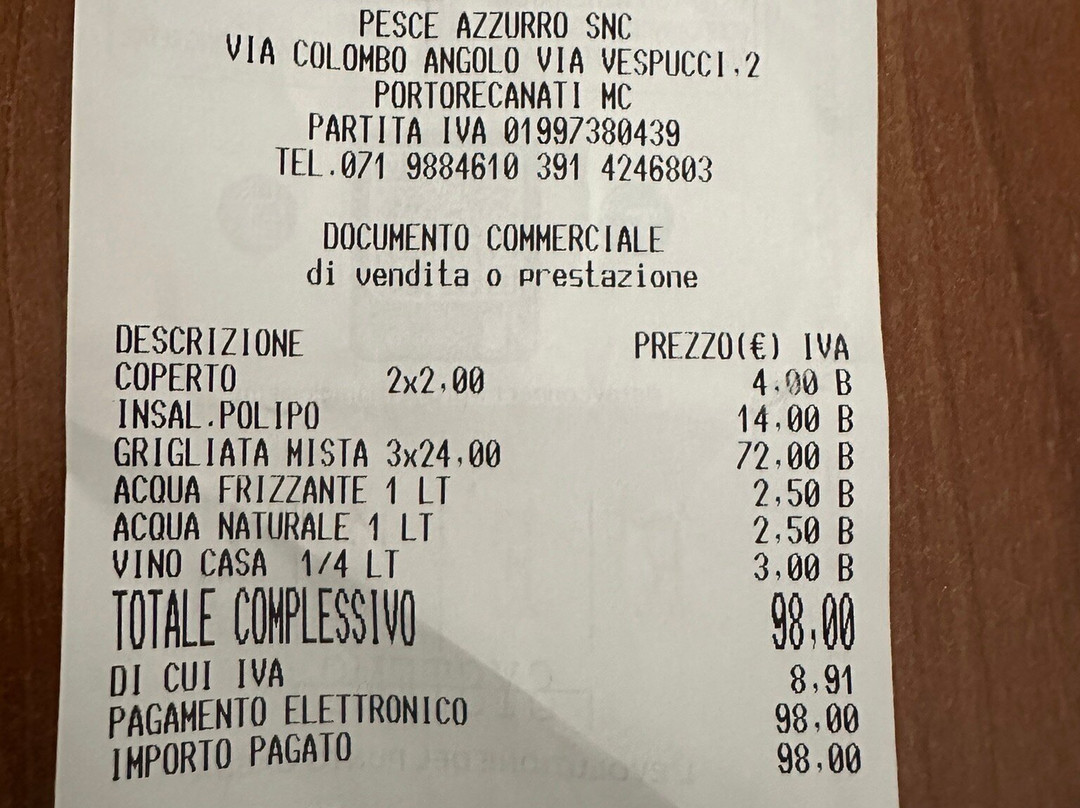 PESCE AZZURRO SNC
VIA COLOMBO ANGOLO VIA VESPUCCI,2
PORTORECANATI MC
PARTITA IVA 01997380439
TEL.071 9884610 391 4246803
DOCUMENTO COMMERCIALE
di vendita o prestazione
DESCRIZIONE PREZZO(€) IVA
COPERTO 2x2,00 4,00 B
INSAL.POLIPO 14,00 B
GRIGLIATA MISTA 3x24,00 72,00 B
ACQUA FRIZZANTE 1 LT 2,50 B
ACQUA NATURALE 1 LT 2,50 B
VINO CASA 1/4 LT 3,00 B
TOTALE COMPLESSIVO 98,00
DI CUI IVA 8,91
PAGAMENTO ELETTRONICO 98,00
IMPORTO PAGATO 98,00